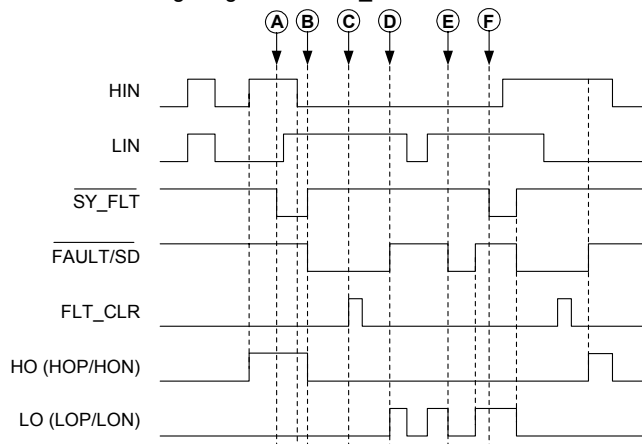 A B C D E F
HIN
LIN
SY_FLT
FAULT/SD
FLT_CLR
HO (HOP/HON)
LO (LOP/LON)